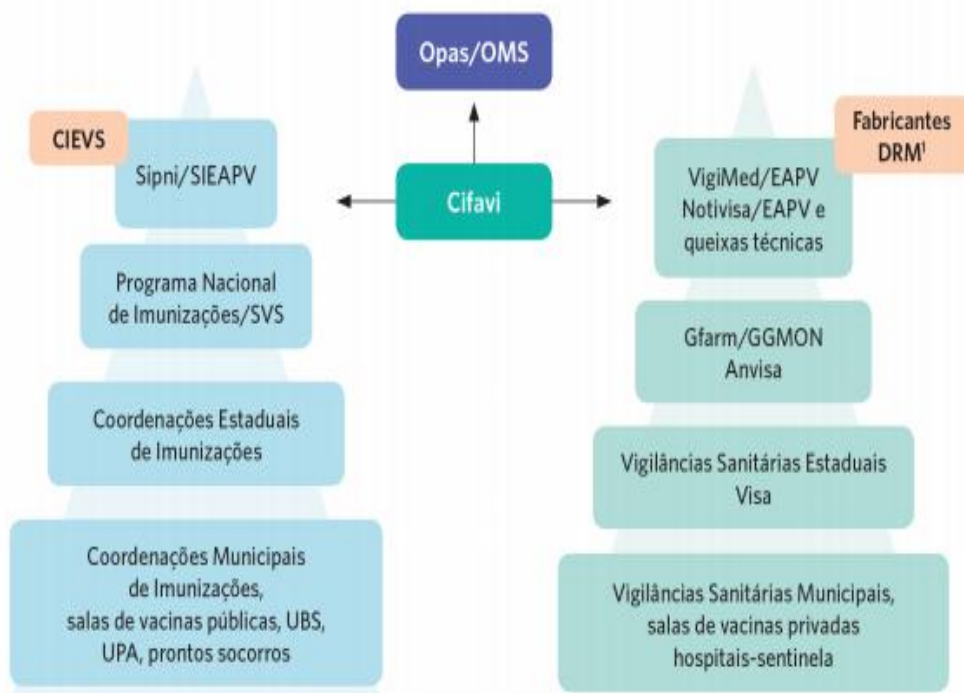 Opas/OMS
CIEVS
Sipni/SIEAPV
Cifavi
Fabricantes
DRM¹
VigiMed/EAPV
Notivisa/EAPV e
queixas técnicas
Programa Nacional
de Imunizações/SVS
Gfarm/GGMON
Anvisa
Coordenações Estaduais
de Imunizações
Vigilâncias Sanitárias Estaduais
Visa
Coordenações Municipais
de Imunizações,
salas de vacinas públicas, UBS,
UPA, prontos socorros
Vigilâncias Sanitárias Municipais,
salas de vacinas privadas
hospitais-sentinela